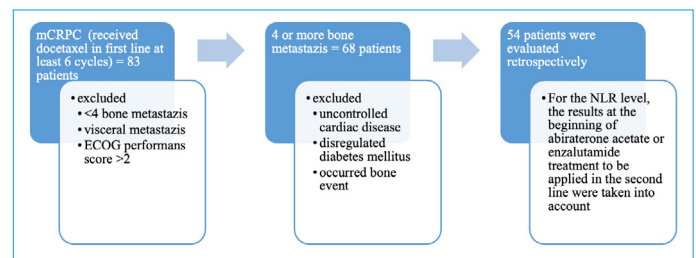 mCRPC (received
docetaxel in first line at
least 6 cycles) = 83
patients
• excluded
• <4 bone metastazis
• visceral metastazis
• ECOG performans
score >2
4 or more bone
metastazis = 68 patients
• excluded
• uncontrolled
cardiac disease
• disregulated
diabetes mellitus
• occurred bone
event
54 patients were
evaluated
retrospectively
• For the NLR level,
the results at the
beginning of
abiraterone acetate or
enzalutamide
treatment to be
applied in the second
line were taken into
account